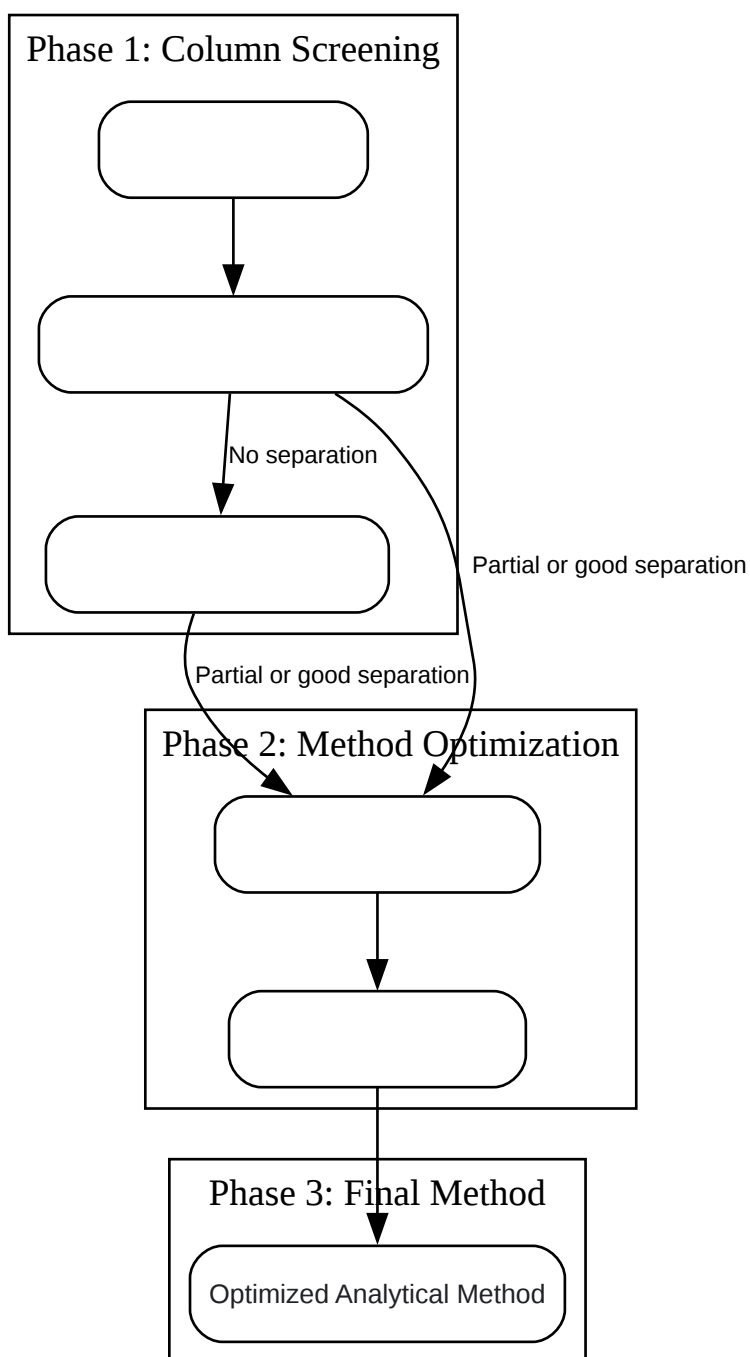 Phase 1: Column Screening
No separation
Partial or good separation
Partial or good separation
Phase 2: Method Optimization
Phase 3: Final Method
Optimized Analytical Method